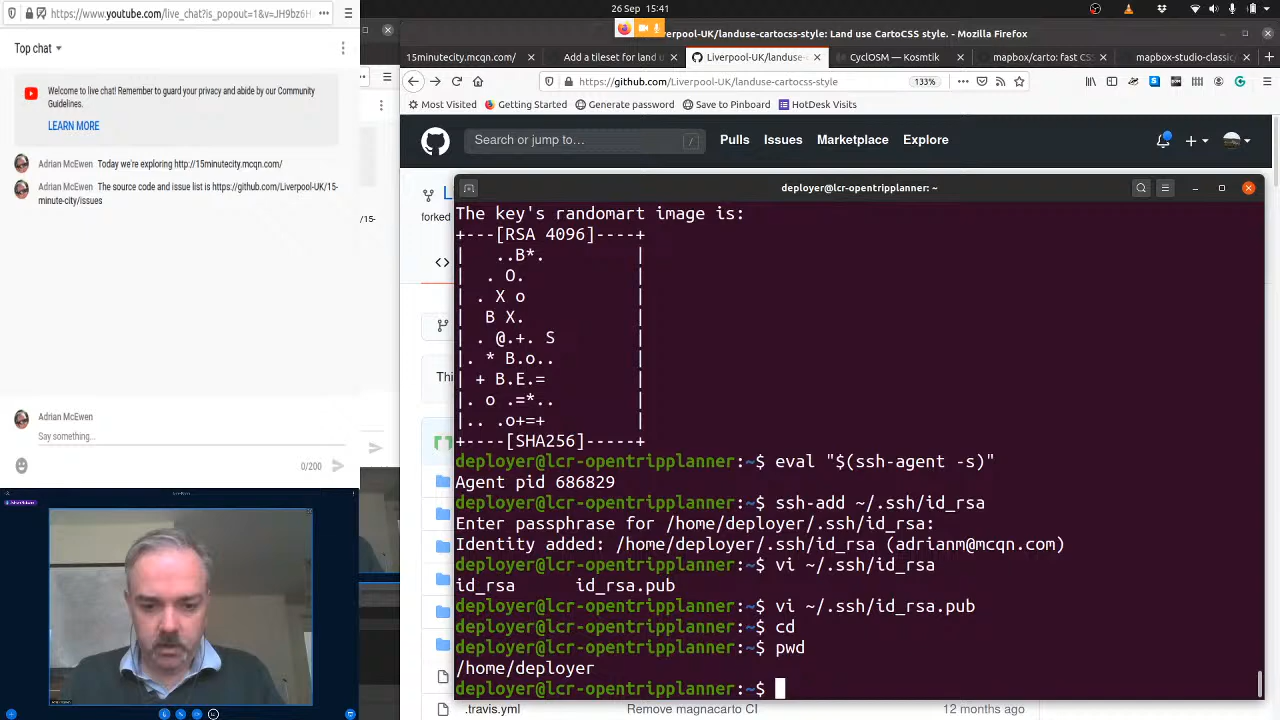 https://www.youtube.com/live_chat?is_popout=1&v=JH9bz6H
Top chat
Welcome to live chat! Remember to guard your privacy and abide by our Community
Guidelines.
LEARN MORE
Adrian McEwen Today we're exploring http://15minutecity.mcqn.com/
Adrian McEwen The source code and issue list is https://github.com/Liverpool-UK/15-
minute-city/issues
Adrian McEwen
Say something...
0/200
26 Sep 15:41
verpool-UK/landuse-cartocss-style: Land use CartoCSS style. - Mozilla Firefox
15minutecity.mcqn.com/
Add a tileset for land u
Liverpool-UK/landuse-
CyclOSM — Kosmtik
mapbox/carto: fast CS
mapbox-studio-classic
https://github.com/Liverpool-UK/landuse-cartocss-style
133%
Most Visited
Getting Started
Generate password
Save to Pinboard
HotDesk Visits
Search or jump to…
/
Pulls
Issues
Marketplace
Explore
forked
15-
Thi
deployer@lcr-opentripplanner: ~
The key's randomart image is:
+---[RSA 4096]----+
| ..B*. |
| . O. |
| . X o |
| B X. |
| . @.+. S |
|. * B.o.. |
| + B.E.= |
|. o .=*.. |
|.. .o+=+ |
+----[SHA256]-----+
deployer@lcr-opentripplanner:~$ eval "$(ssh-agent -s)"
Agent pid 686829
deployer@lcr-opentripplanner:~$ ssh-add ~/.ssh/id_rsa
Enter passphrase for /home/deployer/.ssh/id_rsa:
Identity added: /home/deployer/.ssh/id_rsa (adrianm@mcqn.com)
deployer@lcr-opentripplanner:~$ vi ~/.ssh/id_rsa
id_rsa id_rsa.pub
deployer@lcr-opentripplanner:~$ vi ~/.ssh/id_rsa.pub
deployer@lcr-opentripplanner:~$ cd
deployer@lcr-opentripplanner:~$ pwd
/home/deployer
deployer@lcr-opentripplanner:~$
.travis.yml Remove magnacarto CI 12 months ago